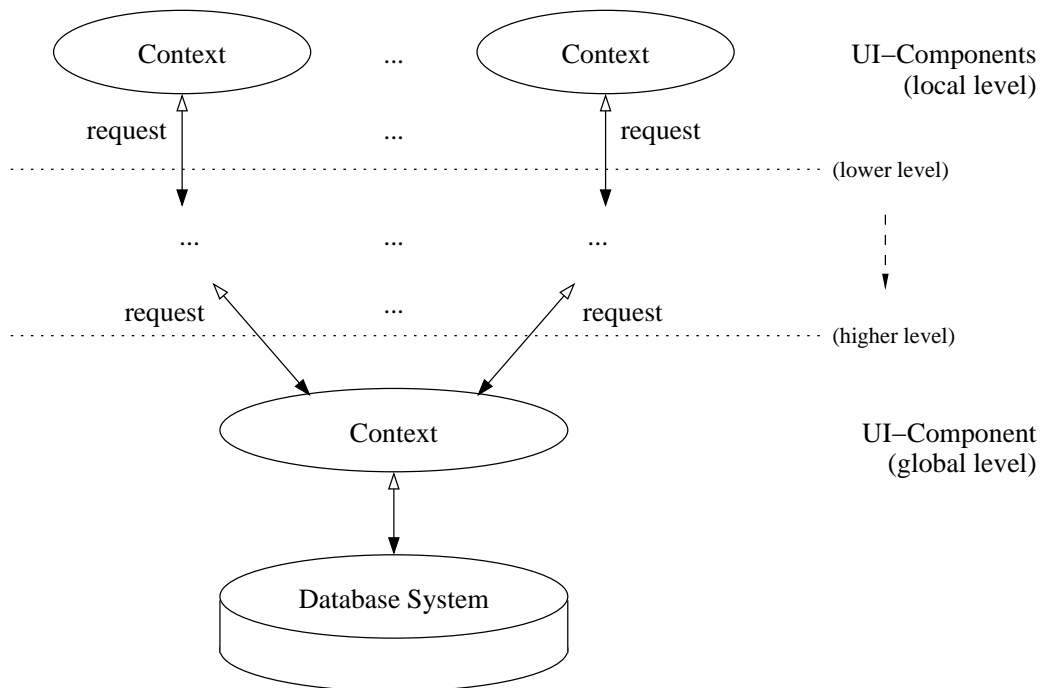 Context ... Context UI–Components
(local level)
request ... request
(lower level)
... ... ...
request ... request
(higher level)
Context UI–Component
(global level)
Database System